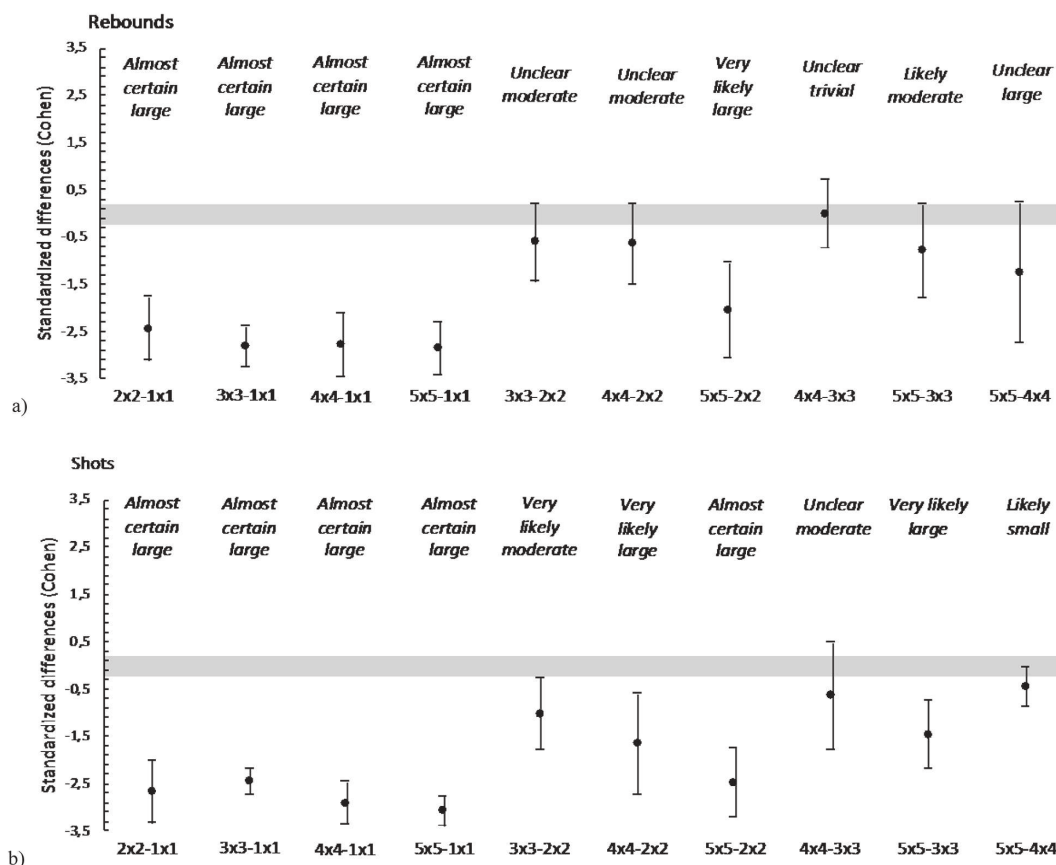 Rebounds
Almost Almost Almost Almost Very
certain certain certain certain Unclear Unclear likely Unclear Likely Unclear
large large large large moderate moderate large trivial moderate large
Standardized differences (Cohen)
3,5
2,5
1,5
0,5
-0,5
-1,5
-2,5
-3,5
2x2-1x1 3x3-1x1 4x4-1x1 5x5-1x1 3x3-2x2 4x4-2x2 5x5-2x2 4x4-3x3 5x5-3x3 5x5-4x4
a)
Shots
Almost Almost Almost Almost Very Very Almost Unclear Very likely Likely
certain certain certain certain likely likely certain moderate large small
large large large large moderate large large
Standardized differences (Cohen)
3,5
2,5
1,5
0,5
-0,5
-1,5
-2,5
-3,5
2x2-1x1 3x3-1x1 4x4-1x1 5x5-1x1 3x3-2x2 4x4-2x2 5x5-2x2 4x4-3x3 5x5-3x3 5x5-4x4
b)